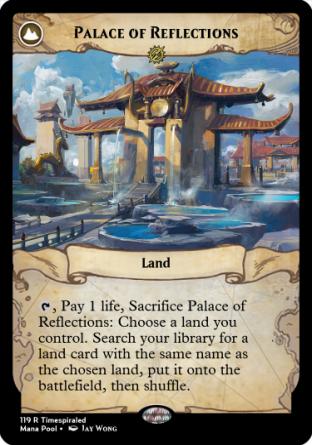 PALACE OF REFLECTIONS
Land
, Pay 1 life, Sacrifice Palace of
Reflections: Choose a land you
control. Search your library for
a land card with the same name as
the chosen land, put it onto the
battlefield, then shuffle.
119 R Timespiraled
Mana Pool • JAY WONG